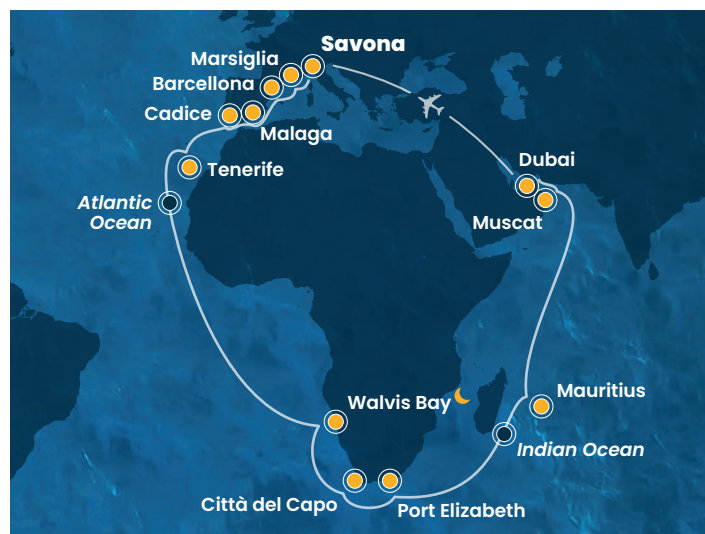 Savona
Marsiglia
Barcellona
Cadice
Malaga
Tenerife
Dubai
Muscat
Atlantic
Ocean
Mauritius
Walvis Bay
Indian Ocean
Città del Capo
Port Elizabeth